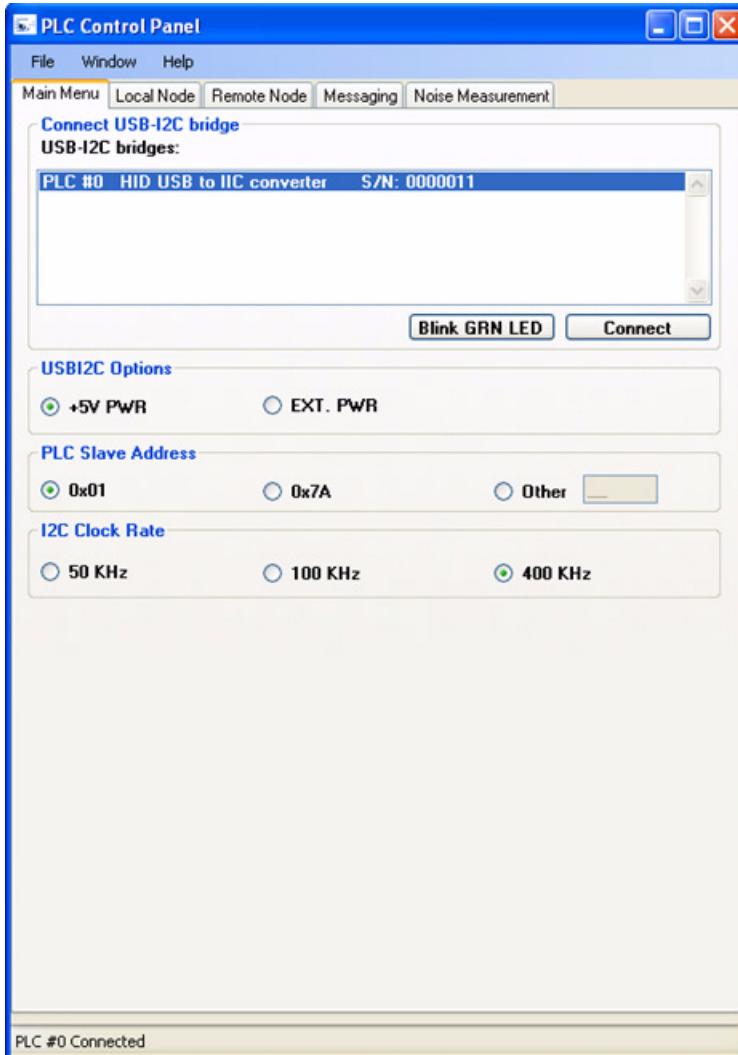 PLC Control Panel
File Window Help
Main Menu Local Node Remote Node Messaging Noise Measurement
Connect USB-I2C bridge
USB-I2C bridges:
PLC #0 HID USB to IIC converter S/N: 0000011
Blink GRN LED Connect
USBI2C Options
+5V PWR EXT. PWR
PLC Slave Address
0x01 0x7A Other __
I2C Clock Rate
50 KHz 100 KHz 400 KHz
PLC #0 Connected